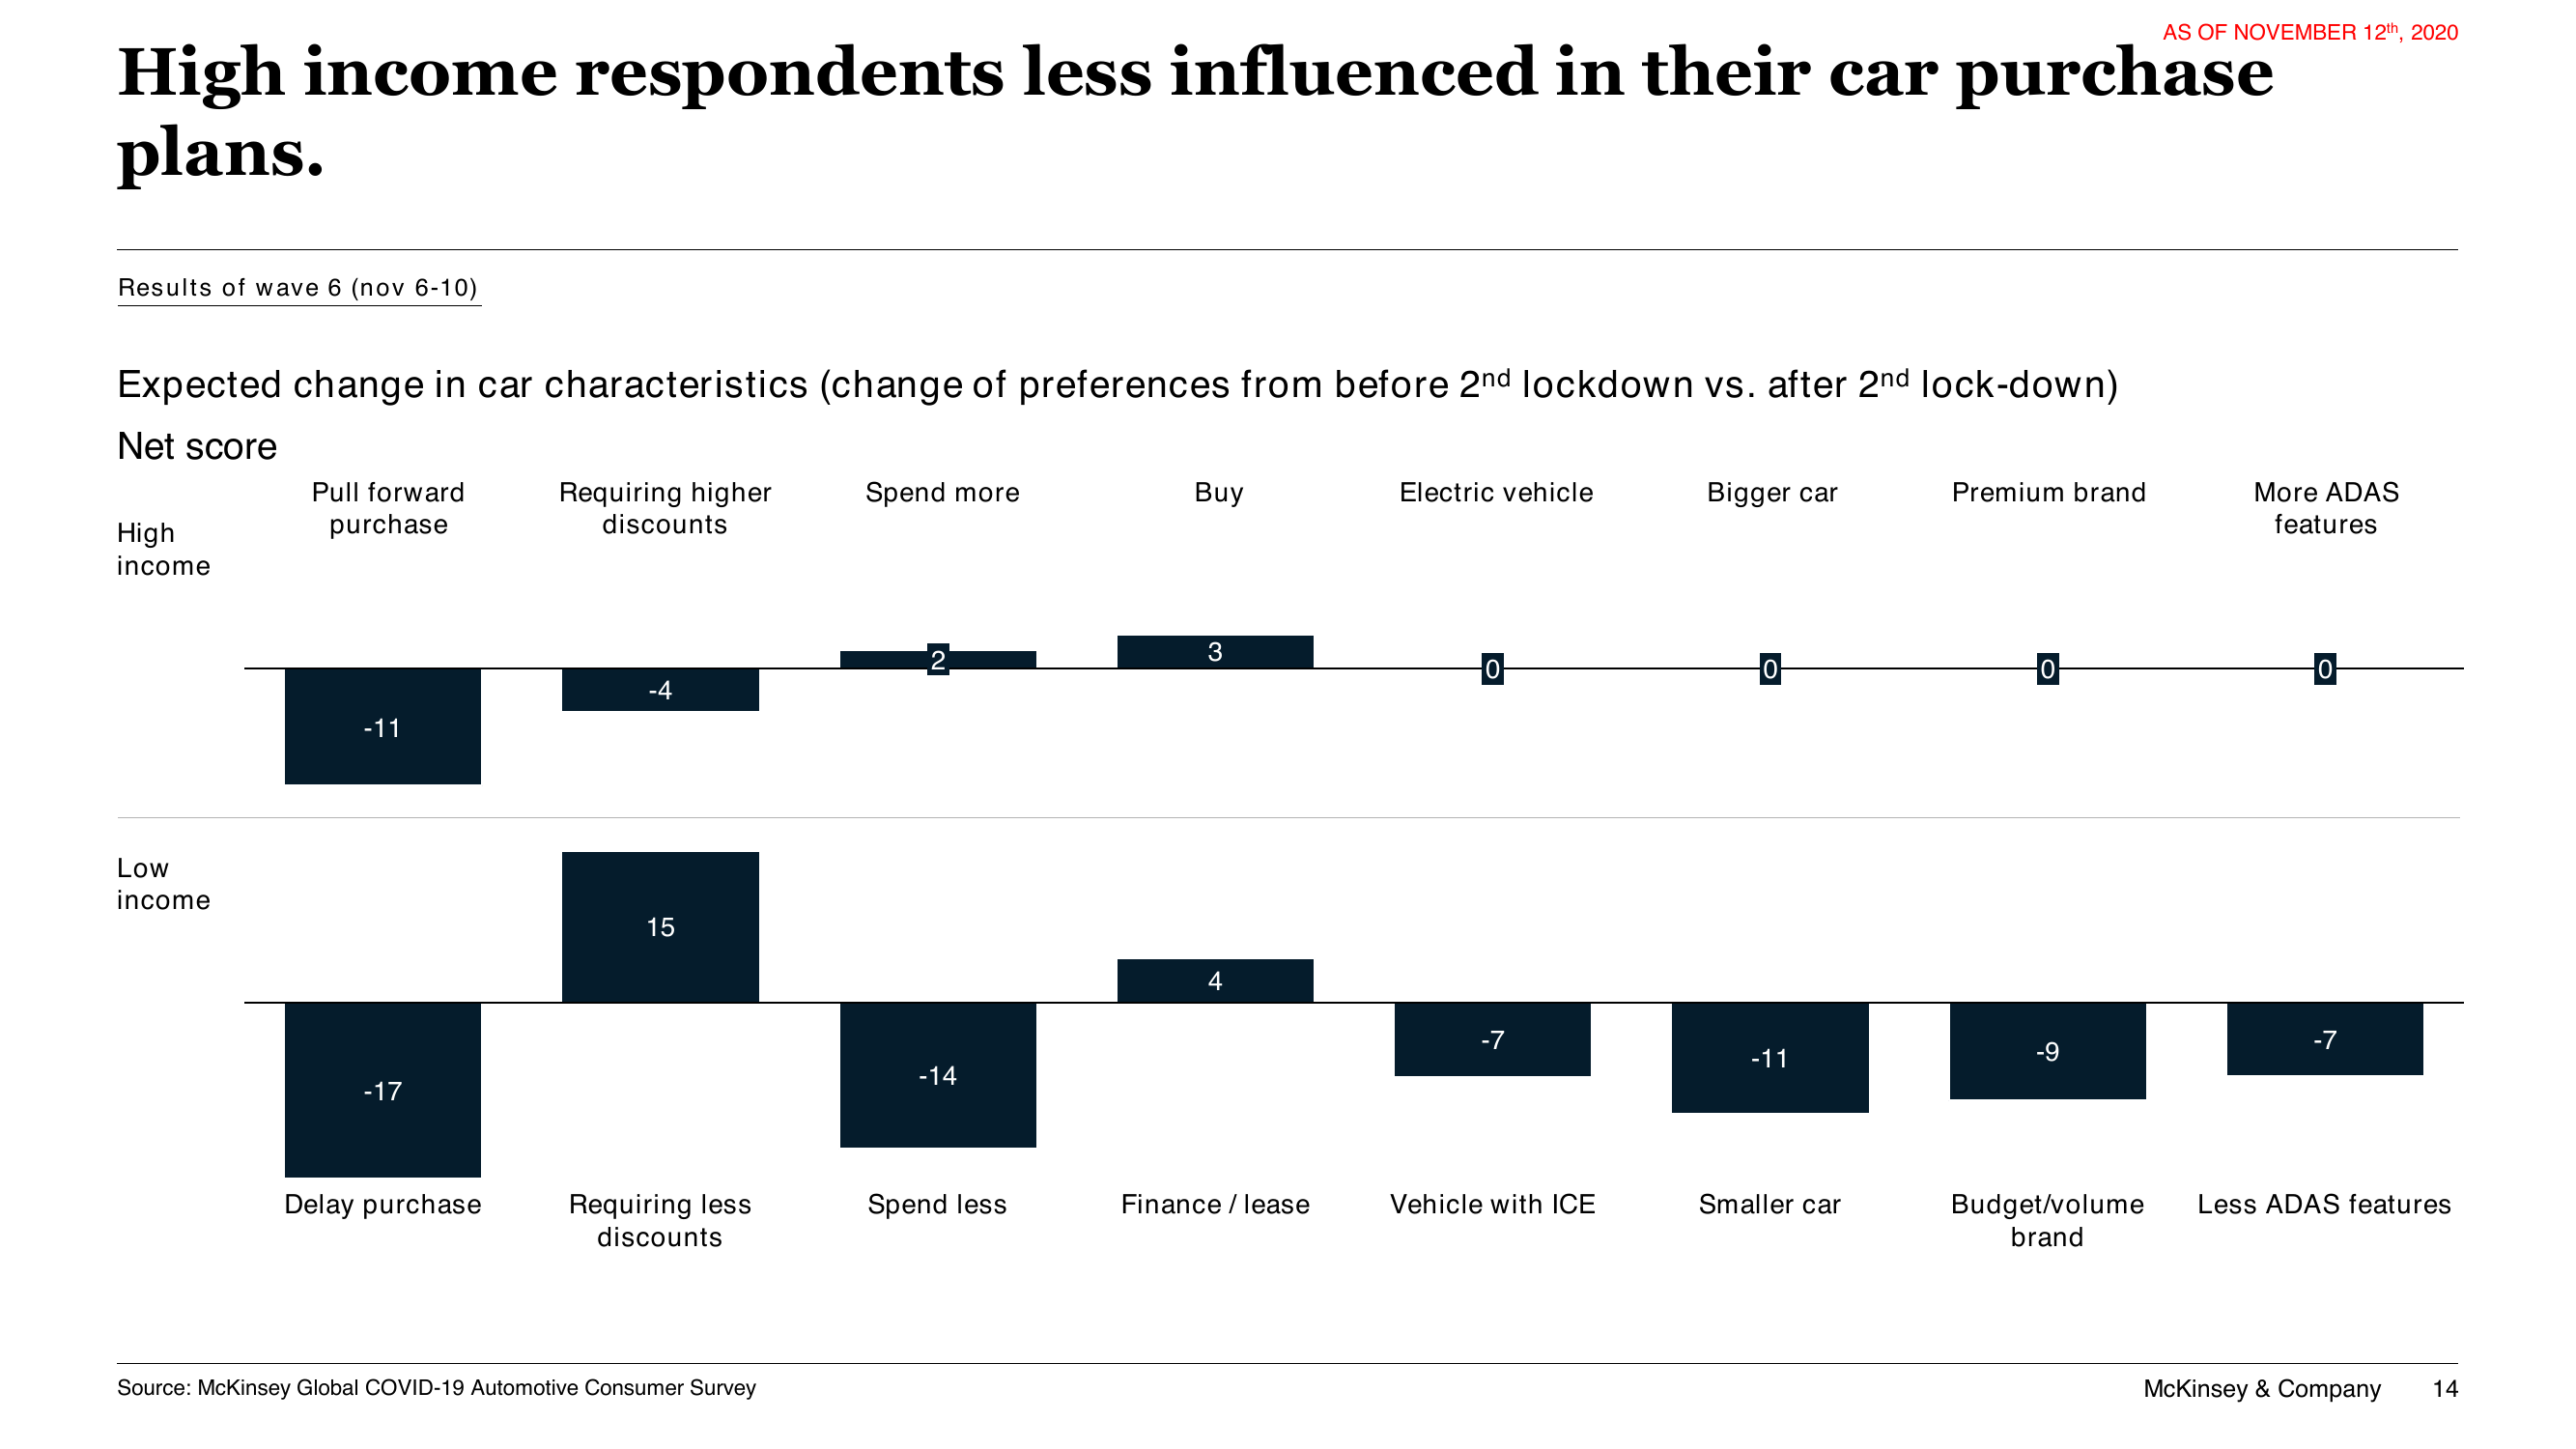 AS OF NOVEMBER 12th, 2020
High income respondents less influenced in their car purchase
plans.
Results of wave 6 (nov 6-10)
Expected change in car characteristics (change of preferences from before 2nd lockdown vs. after 2nd lock-down)
Net score
Pull forward
purchase
Requiring higher
discounts
Spend more
Buy
Electric vehicle
Bigger car
Premium brand
More ADAS
features
High
income
-11
-4
2
3
0
0
0
0
Low
income
-17
15
-14
4
-7
-11
-9
-7
Delay purchase
Requiring less
discounts
Spend less
Finance / lease
Vehicle with ICE
Smaller car
Budget/volume
brand
Less ADAS features
Source: McKinsey Global COVID-19 Automotive Consumer Survey
McKinsey & Company
14